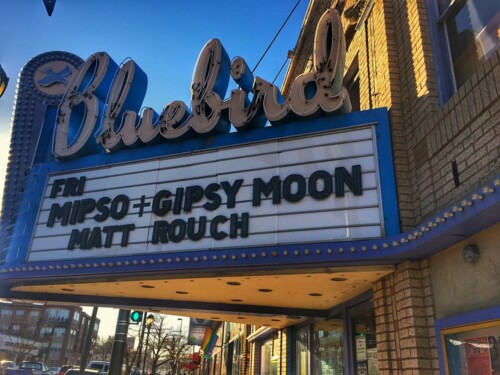 Bluebird
FRI
MIPSO + GIPSY MOON
MATT ROUCH